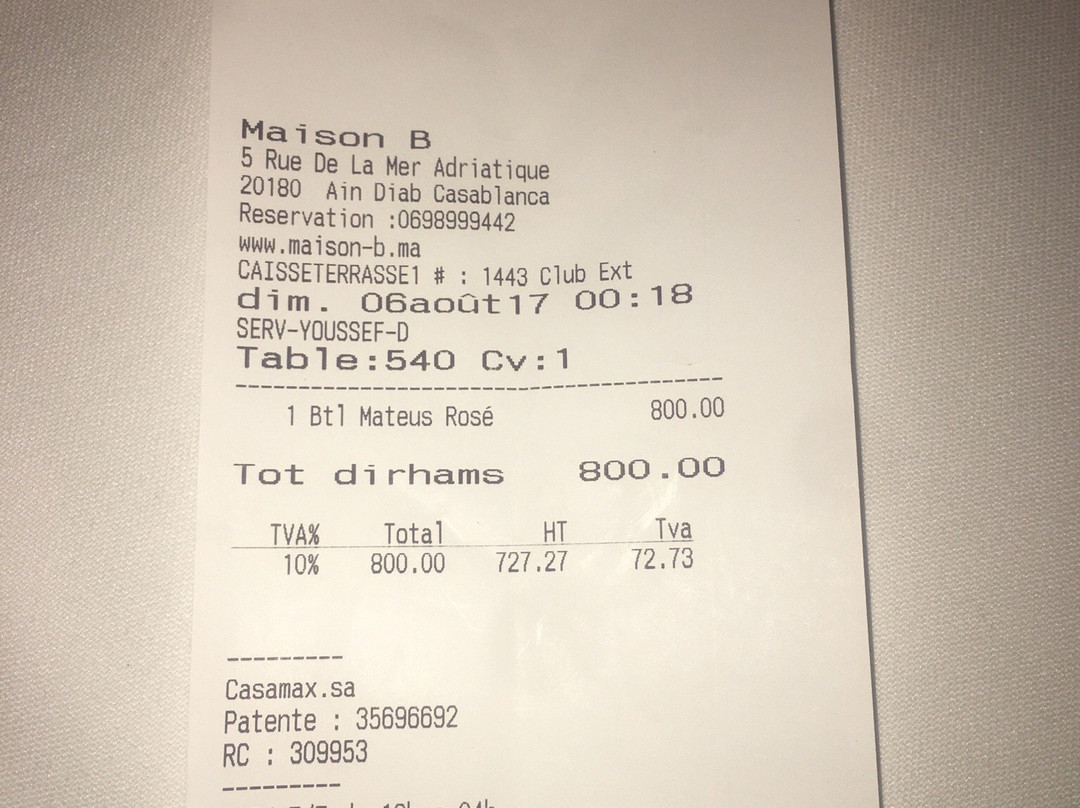 Maison B
5 Rue De La Mer Adriatique
20180 Ain Diab Casablanca
Reservation :0698999442
www.maison-b.ma
CAISSETERRASSE1 # : 1443 Club Ext
dim. 06août17 00:18
SERV-YOUSSEF-D
Table:540 Cv:1
1 Btl Mateus Rosé 800.00
Tot dirhams 800.00
TVA% Total HT Tva
10% 800.00 727.27 72.73
Casamax.sa
Patente : 35696692
RC : 309953